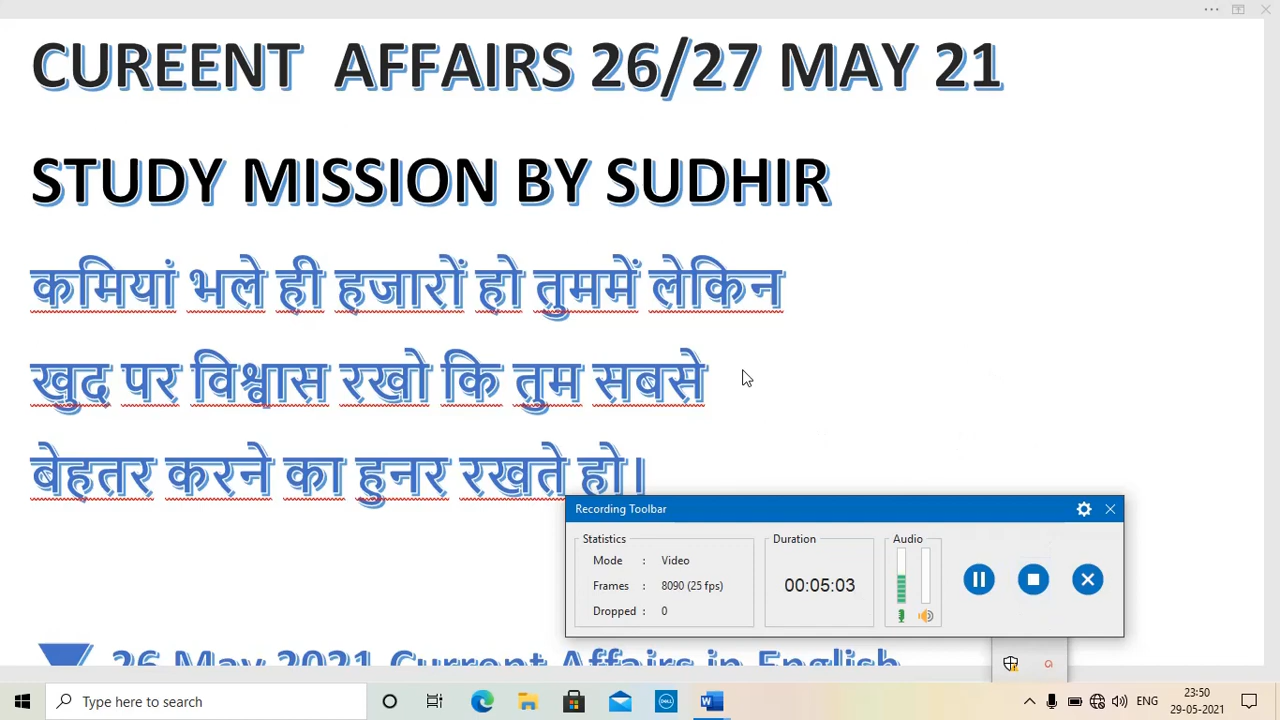 CUREENT AFFAIRS 26/27 MAY 21
STUDY MISSION BY SUDHIR
कमियां भले ही हजारों हो तुममें लेकिन
खुद पर विश्वास रखो कि तुम सबसे
बेहतर करने का हुनर रखते हो।
Recording Toolbar
Statistics
Mode : Video
Frames : 8090 (25 fps)
Dropped : 0
Duration
00:05:03
Audio
26 May 2021 Current Affairs in English
Type here to search
DELL
W
ENG
23:50
29-05-2021